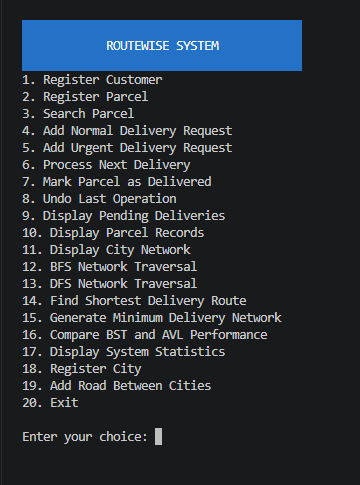 ROUTEWISE SYSTEM
1. Register Customer
2. Register Parcel
3. Search Parcel
4. Add Normal Delivery Request
5. Add Urgent Delivery Request
6. Process Next Delivery
7. Mark Parcel as Delivered
8. Undo Last Operation
9. Display Pending Deliveries
10. Display Parcel Records
11. Display City Network
12. BFS Network Traversal
13. DFS Network Traversal
14. Find Shortest Delivery Route
15. Generate Minimum Delivery Network
16. Compare BST and AVL Performance
17. Display System Statistics
18. Register City
19. Add Road Between Cities
20. Exit
Enter your choice: